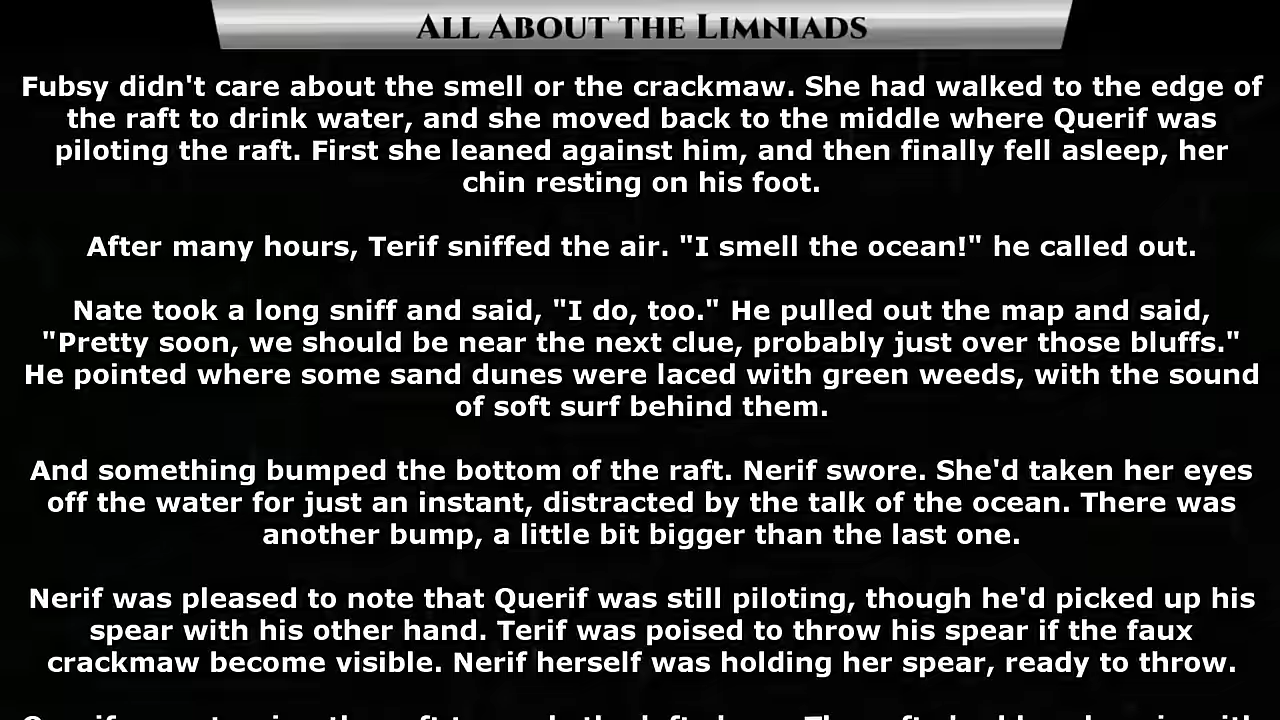 All About the Limniads
Fubsy didn't care about the smell or the crackmaw. She had walked to the edge of
the raft to drink water, and she moved back to the middle where Querif was
piloting the raft. First she leaned against him, and then finally fell asleep, her
chin resting on his foot.
After many hours, Terif sniffed the air. "I smell the ocean!" he called out.
Nate took a long sniff and said, "I do, too." He pulled out the map and said,
"Pretty soon, we should be near the next clue, probably just over those bluffs."
He pointed where some sand dunes were laced with green weeds, with the sound
of soft surf behind them.
And something bumped the bottom of the raft. Nerif swore. She'd taken her eyes
off the water for just an instant, distracted by the talk of the ocean. There was
another bump, a little bit bigger than the last one.
Nerif was pleased to note that Querif was still piloting, though he'd picked up his
spear with his other hand. Terif was poised to throw his spear if the faux
crackmaw become visible. Nerif herself was holding her spear, ready to throw.